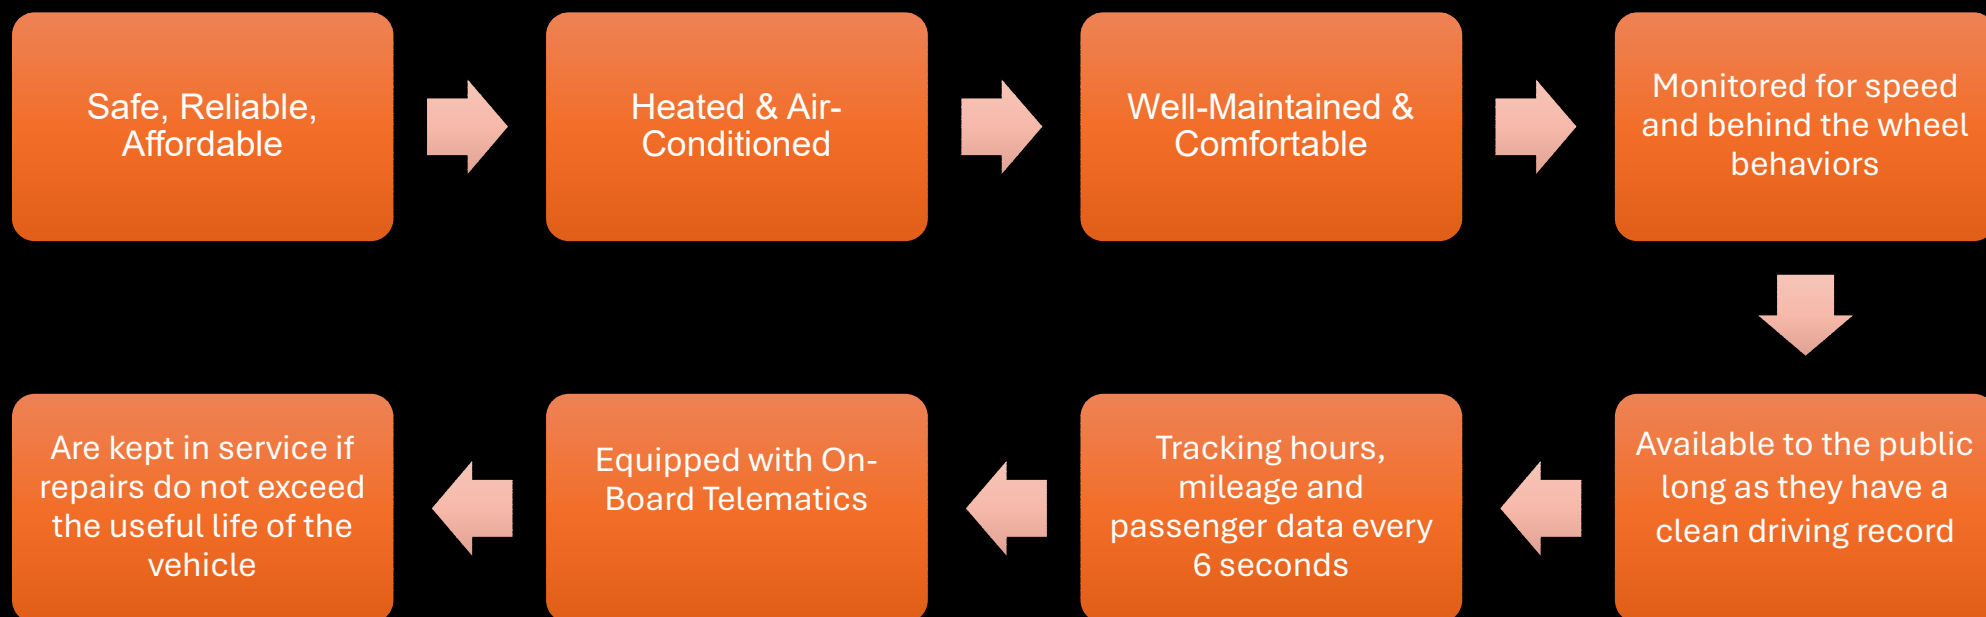 Safe, Reliable,
Affordable
Heated & Air-
Conditioned
Well-Maintained &
Comfortable
Monitored for speed
and behind the wheel
behaviors
Available to the public
long as they have a
clean driving record
Tracking hours,
mileage and
passenger data every
6 seconds
Equipped with On-
Board Telematics
Are kept in service if
repairs do not exceed
the useful life of the
vehicle